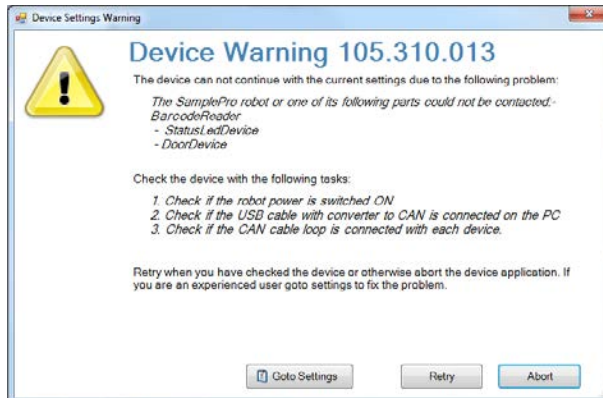 Device Settings Warning
Device Warning 105.310.013
The device can not continue with the current settings due to the following problem:
The SamplePro robot or one of its following parts could not be contacted:-
BarcodeReader
- StatusLedDevice
- DoorDevice
Check the device with the following tasks:
1. Check if the robot power is switched ON
2. Check if the USB cable with converter to CAN is connected on the PC
3. Check if the CAN cable loop is connected with each device.
Retry when you have checked the device or otherwise abort the device application. If
you are an experienced user goto settings to fix the problem.
Goto Settings
Retry
Abort